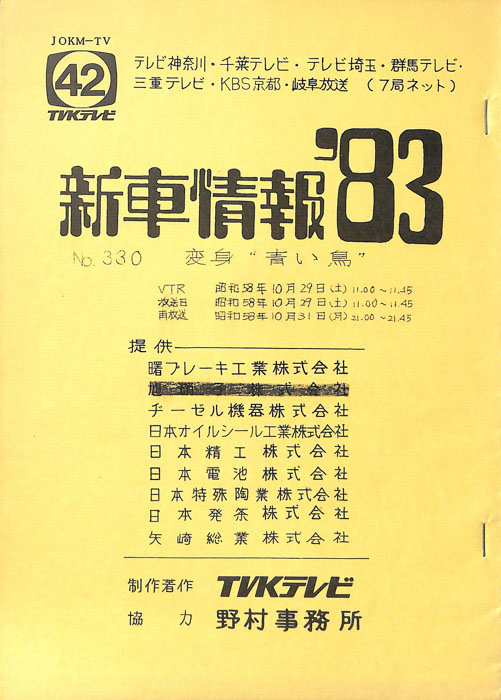 JOKM-TV
42
TVKテレビ
テレビ神奈川・千葉テレビ・テレビ埼玉・群馬テレビ・
三重テレビ・KBS京都・岐阜放送（7局ネット）
新車情報'83
No.330 変身“青い鳥”
VTR 昭和58年10月29日(土)11.00〜11.45
放送日 昭和58年10月29日(土)11.00〜11.45
再放送 昭和58年10月31日(月)21.00〜21.45
提供
曙ブレーキ工業株式会社
旭硝子株式会社
ヂーゼル機器株式会社
日本オイルシール工業株式会社
日本精工株式会社
日本電池株式会社
日本特殊陶業株式会社
日本発条株式会社
矢崎総業株式会社
制作著作 TVKテレビ
協力 野村事務所